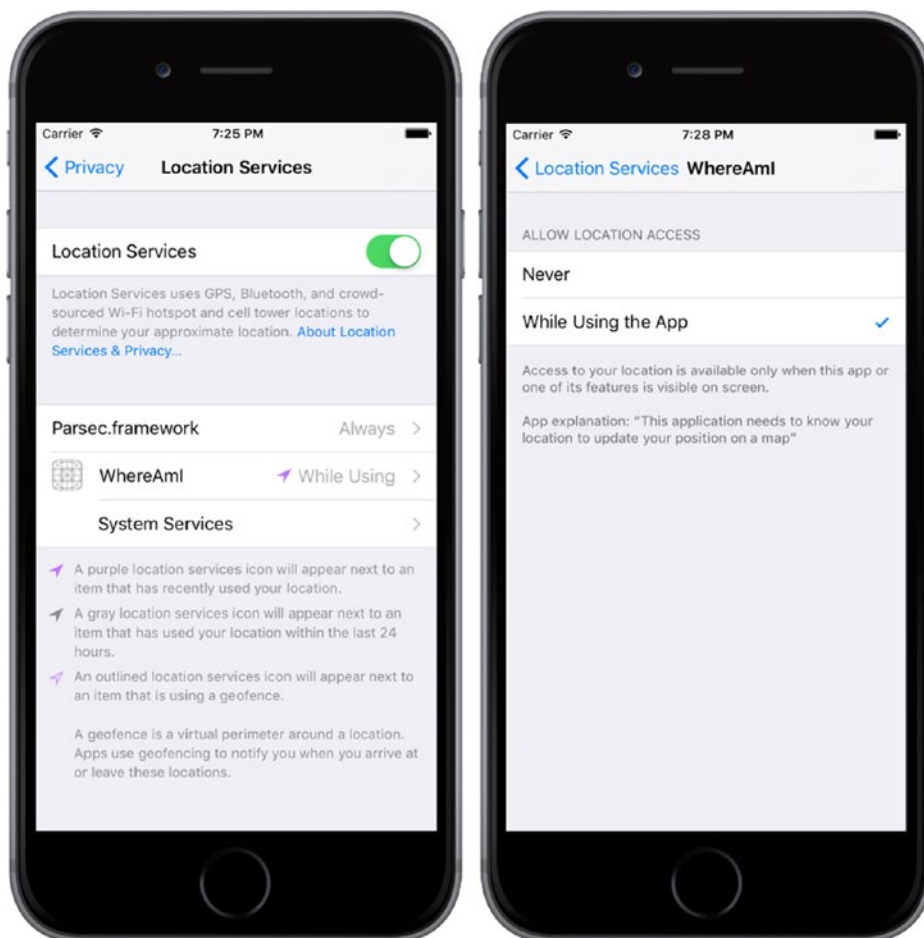 Carrier 7:25 PM
Privacy Location Services
Location Services
Location Services uses GPS, Bluetooth, and crowd-
sourced Wi-Fi hotspot and cell tower locations to
determine your approximate location. About Location
Services & Privacy...
Parsec.framework Always
WhereAmI While Using
System Services
A purple location services icon will appear next to an
item that has recently used your location.
A gray location services icon will appear next to an
item that has used your location within the last 24
hours.
An outlined location services icon will appear next to
an item that is using a geofence.
A geofence is a virtual perimeter around a location.
Apps use geofencing to notify you when you arrive at
or leave these locations.
Carrier 7:28 PM
Location Services WhereAmI
ALLOW LOCATION ACCESS
Never
While Using the App
Access to your location is available only when this app or
one of its features is visible on screen.
App explanation: “This application needs to know your
location to update your position on a map”